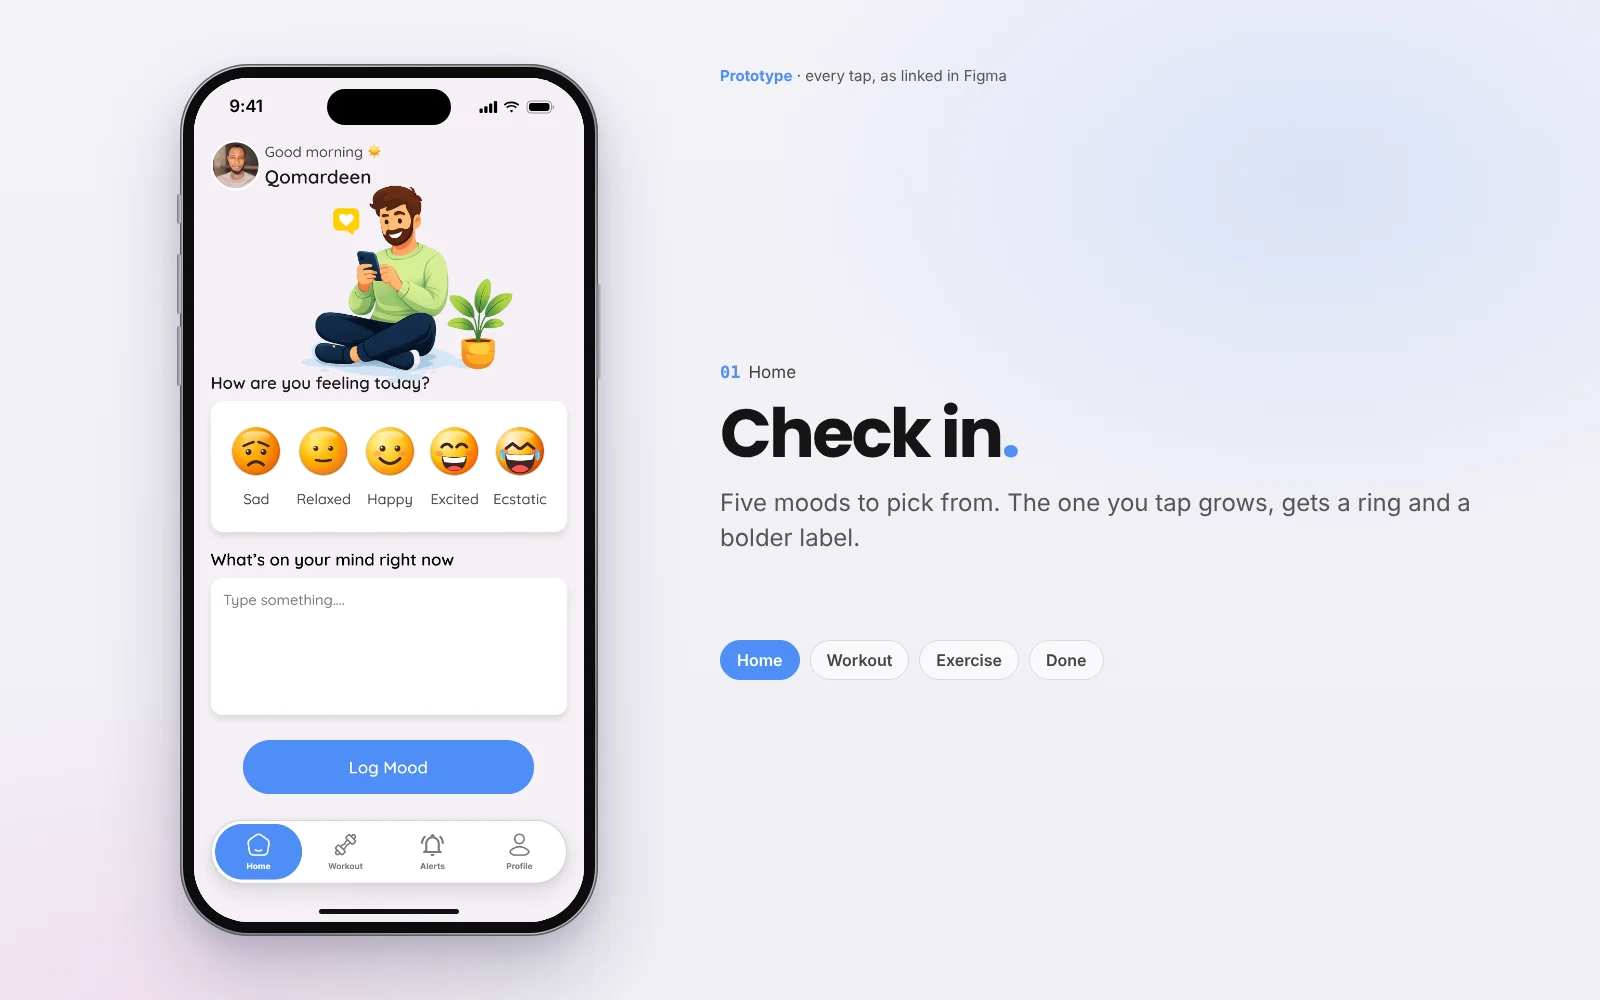 9:41
Good morning
Qomardeen
How are you feeling today?
Sad Relaxed Happy Excited Ecstatic
What's on your mind right now
Type something....
Log Mood
Home Workout Alerts Profile
Prototype · every tap, as linked in Figma
01 Home
Check in.
Five moods to pick from. The one you tap grows, gets a ring and a
bolder label.
Home Workout Exercise Done